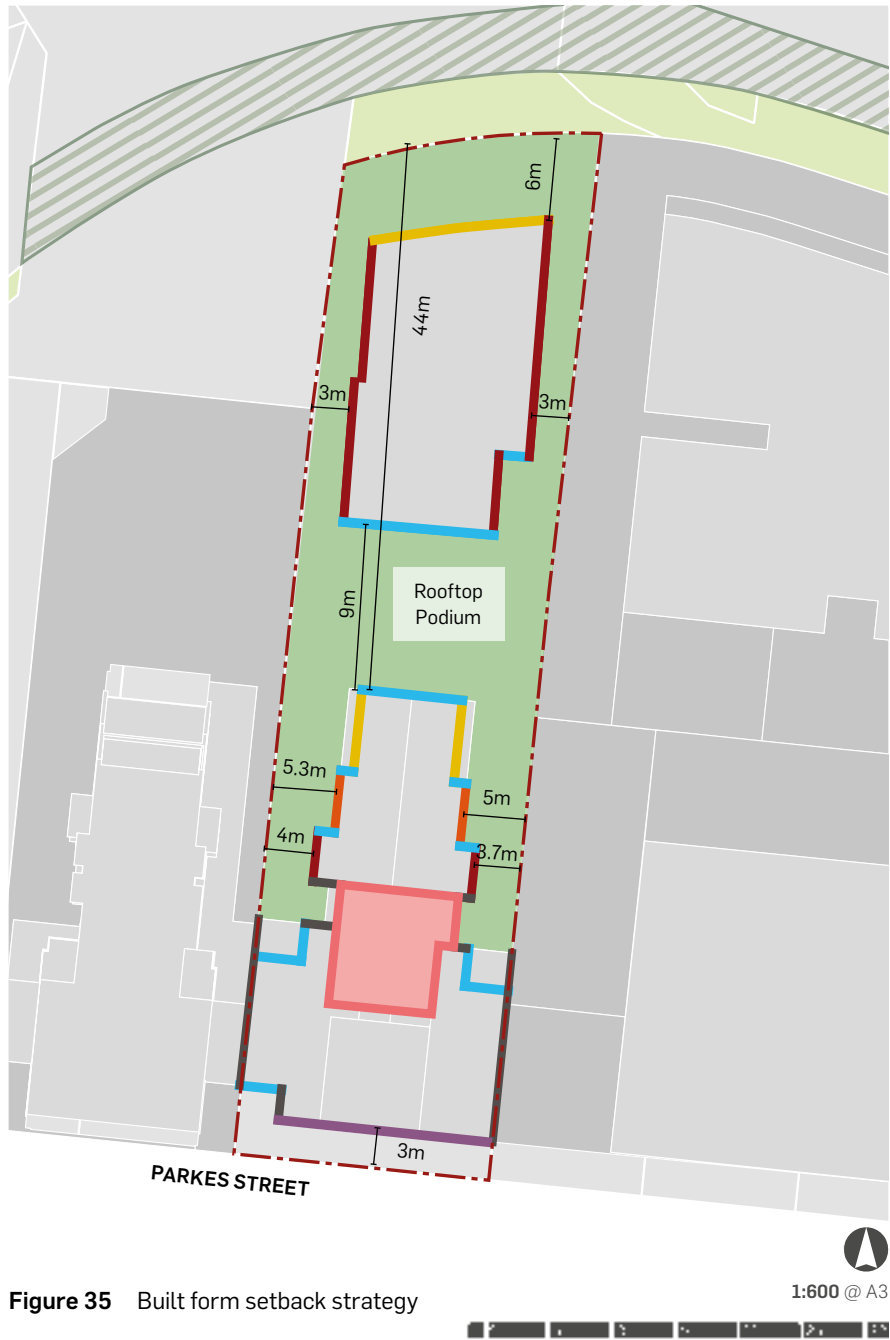 6m
44m
3m
3m
9m
Rooftop
Podium
5.3m
5m
4m
3.7m
3m
PARKES STREET
1:600 @ A3
Figure 35 Built form setback strategy